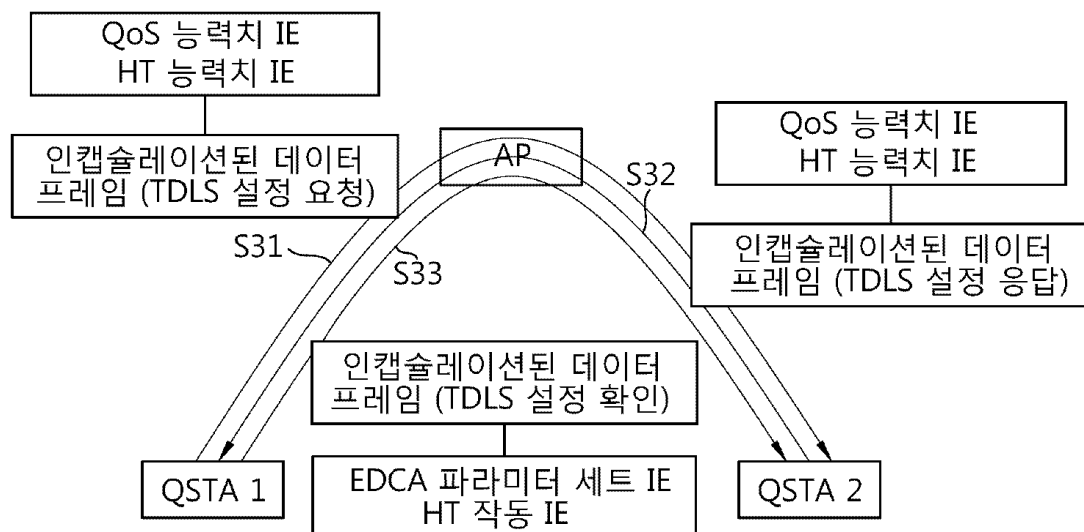 QoS 능력치 IE
HT 능력치 IE
인캡슐레이션된 데이터
프레임 (TDLS 설정 요청)
AP
QoS 능력치 IE
HT 능력치 IE
인캡슐레이션된 데이터
프레임 (TDLS 설정 응답)
S31
S33
S32
인캡슐레이션된 데이터
프레임 (TDLS 설정 확인)
EDCA 파라미터 세트 IE
HT 작동 IE
QSTA 1
QSTA 2